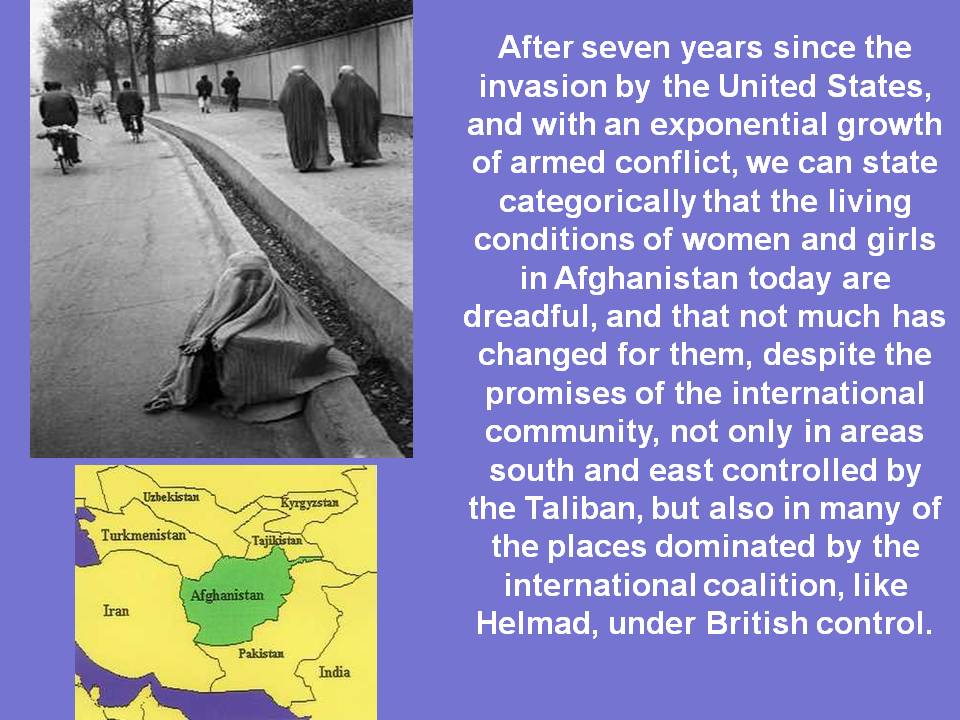 After seven years since the
invasion by the United States,
and with an exponential growth
of armed conflict, we can state
categorically that the living
conditions of women and girls
in Afghanistan today are
dreadful, and that not much has
changed for them, despite the
promises of the international
community, not only in areas
south and east controlled by
the Taliban, but also in many of
the places dominated by the
international coalition, like
Helmad, under British control.
Uzbekistan
Kyrgyzstan
Turkmenistan
Tajikistan
Afghanistan
Iran
Pakistan
India